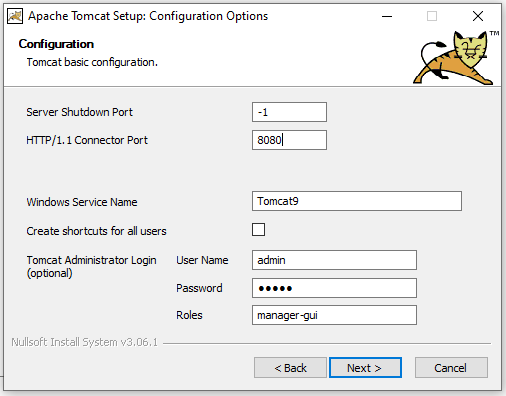 Apache Tomcat Setup: Configuration Options
Configuration
Tomcat basic configuration.
TM
Server Shutdown Port -1
HTTP/1.1 Connector Port 8080
Windows Service Name Tomcat9
Create shortcuts for all users
Tomcat Administrator Login User Name admin
(optional)
Password ●●●●●
Roles manager-gui
Nullsoft Install System v3.06.1
< Back Next > Cancel